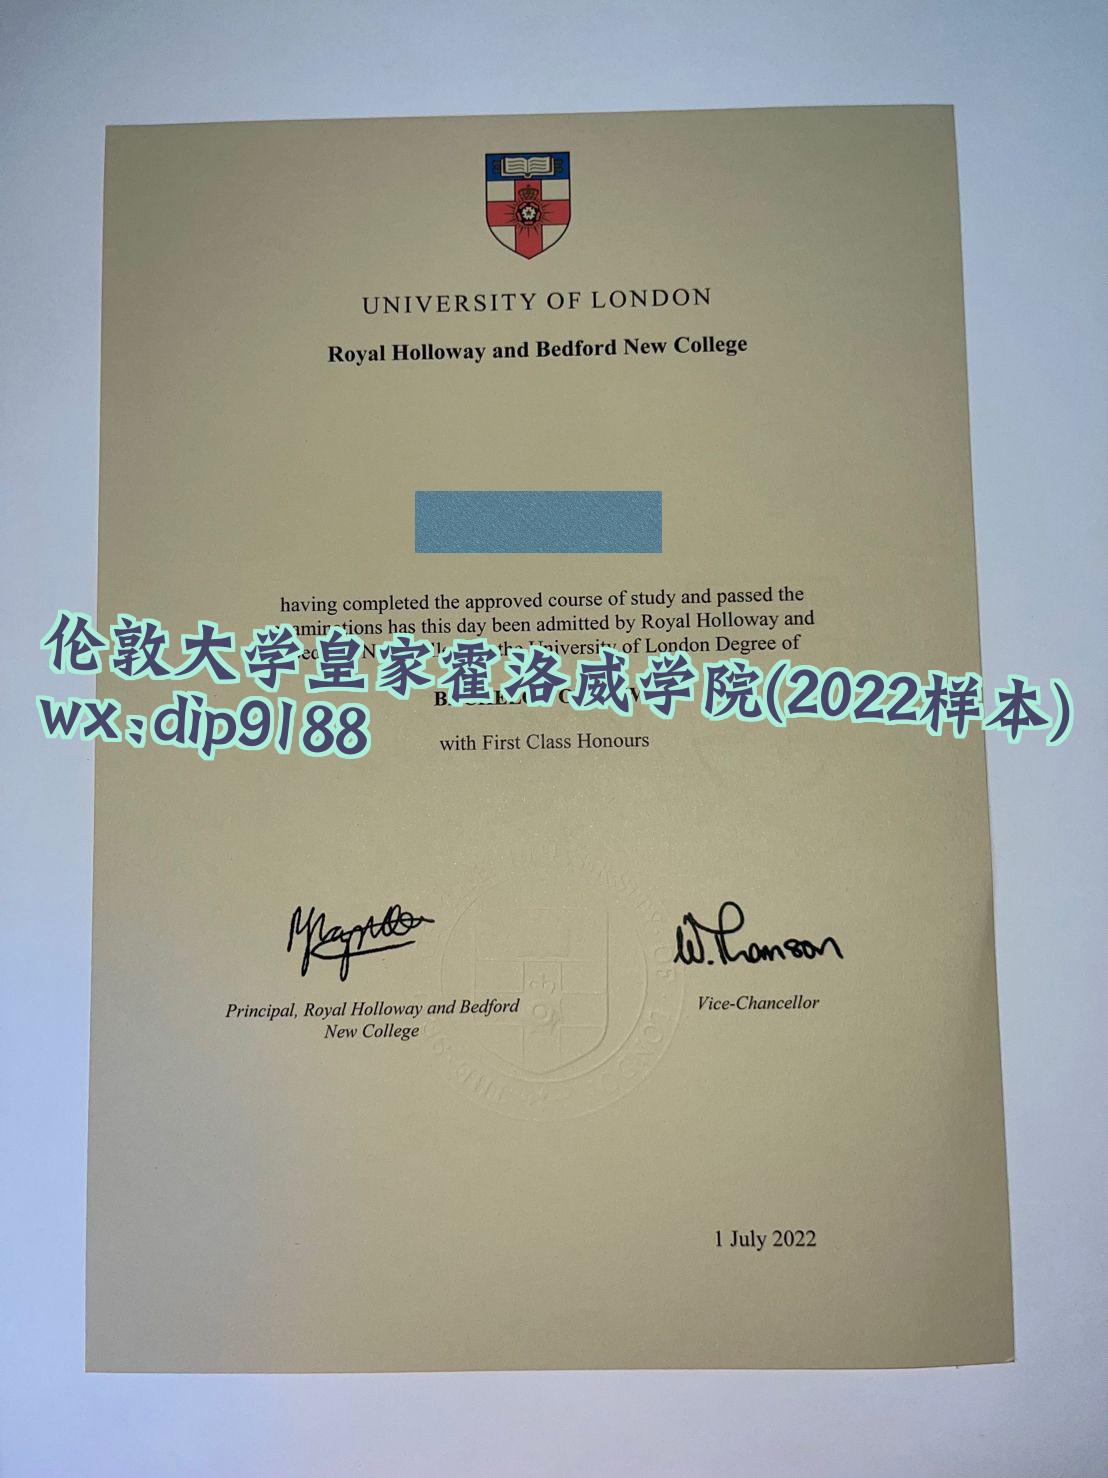 UNIVERSITY OF LONDON
Royal Holloway and Bedford New College
having completed the approved course of study and passed the
has this day been admitted by Royal Holloway and
University of London Degree of
伦敦大学皇家霍洛威学院(2022样本)
wx:dip9188
with First Class Honours
W. Thomson
Principal, Royal Holloway and Bedford
New College
Vice-Chancellor
1 July 2022